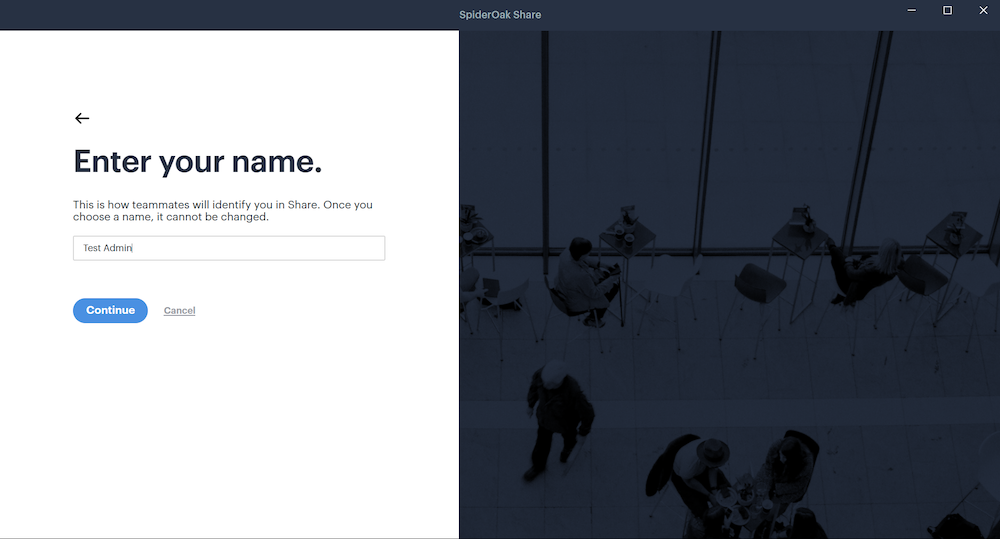 SpiderOak Share
Enter your name.
This is how teammates will identify you in Share. Once you
choose a name, it cannot be changed.
Test Admin
Continue
Cancel